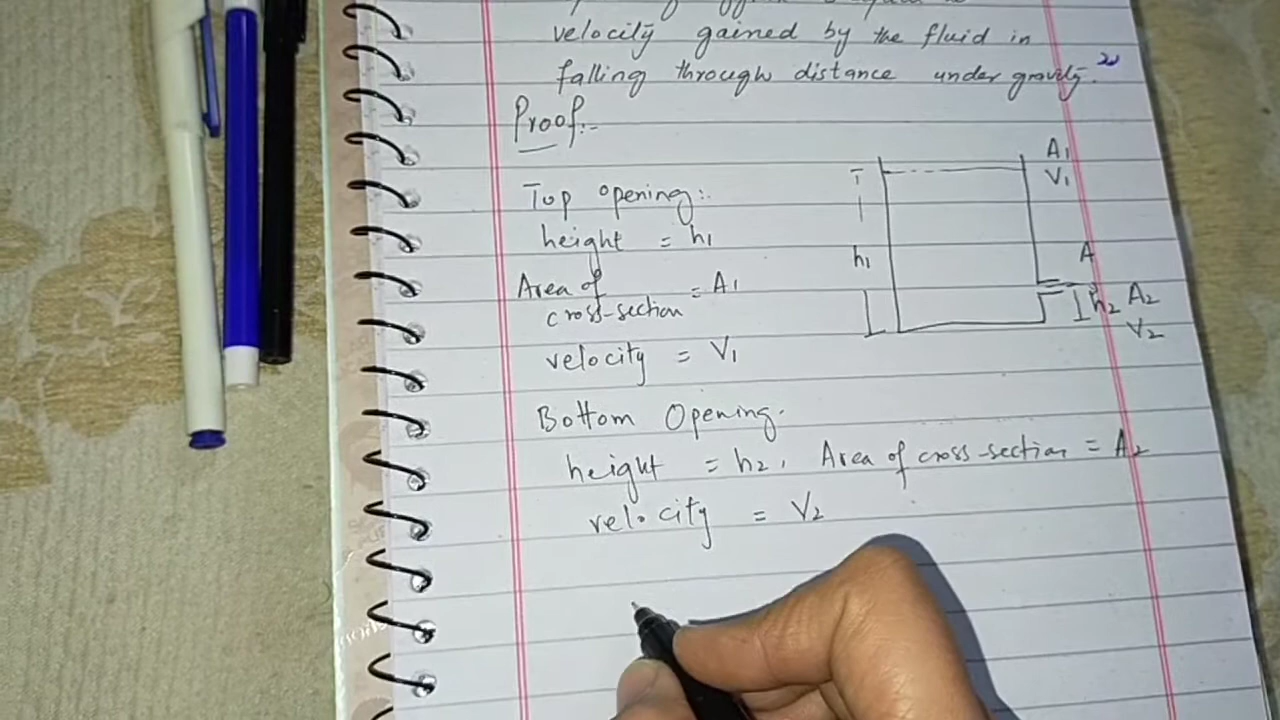 velocity gained by the fluid in
falling through distance under gravity."
Proof:-
Top opening:
height = h1
Area of cross-section = A1
velocity = V1
A1
V1
h1
A
h2 A2
V2
Bottom Opening.
height = h2, Area of cross-section = A2
velocity = V2